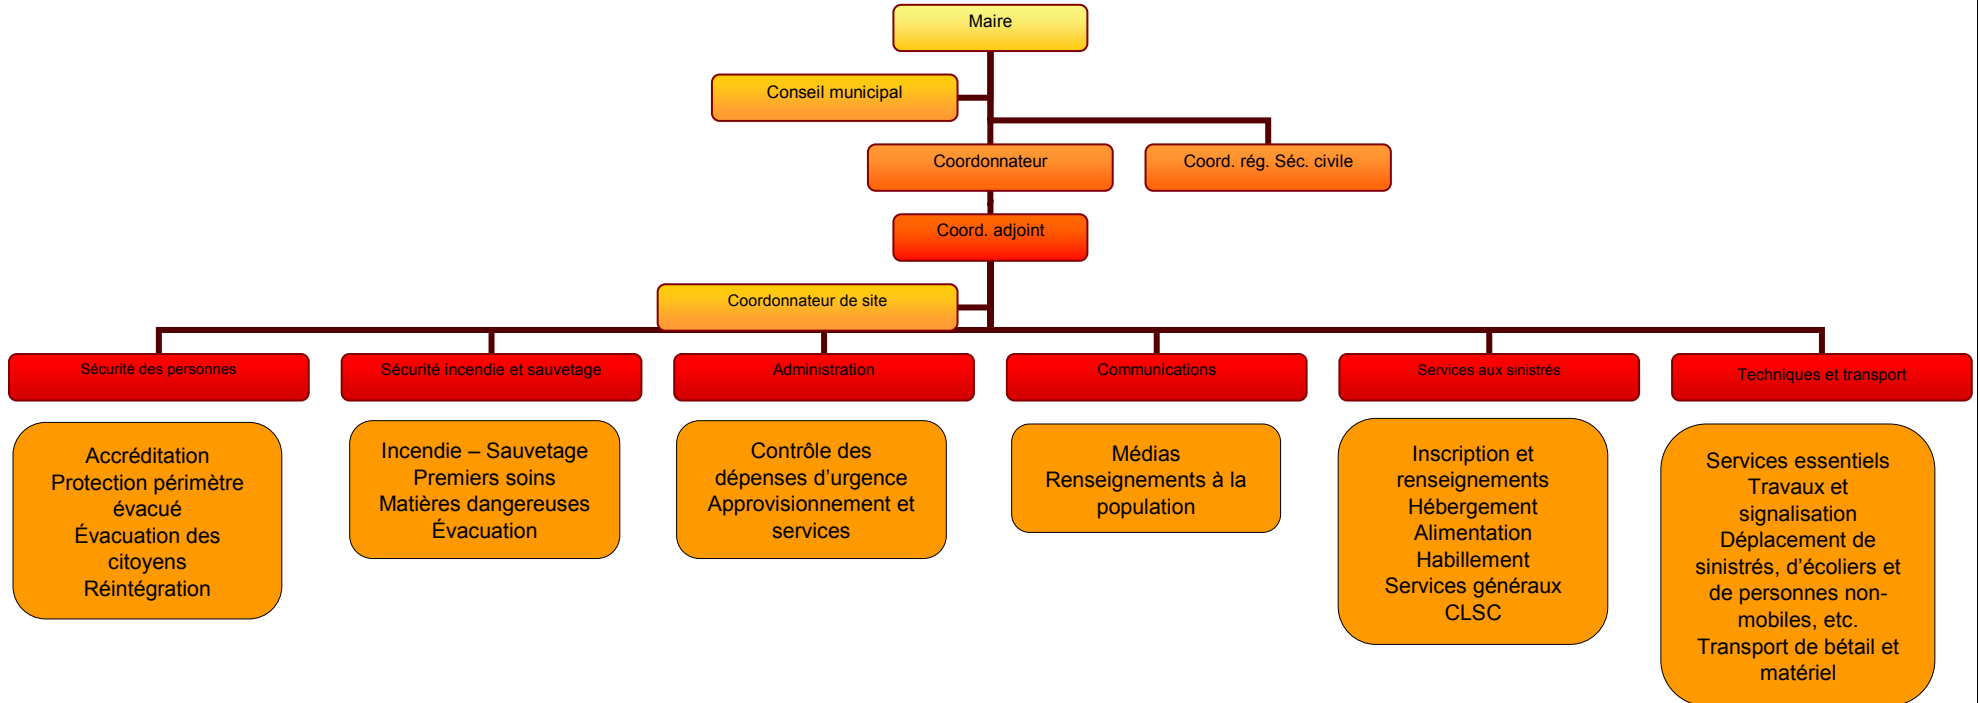 Maire
Conseil municipal
Coordonnateur
Coord. rég. Séc. civile
Coord. adjoint
Coordonnateur de site
Sécurité des personnes
Sécurité incendie et sauvetage
Administration
Communications
Services aux sinistrés
Techniques et transport
Accréditation
Protection périmètre
évacué
Évacuation des
citoyens
Réintégration
Incendie – Sauvetage
Premiers soins
Matières dangereuses
Évacuation
Contrôle des
dépenses d'urgence
Approvisionnement et
services
Médias
Renseignements à la
population
Inscription et
renseignements
Hébergement
Alimentation
Habillement
Services généraux
CLSC
Services essentiels
Travaux et
signalisation
Déplacement de
sinistrés, d'écoliers et
de personnes non-
mobiles, etc.
Transport de bétail et
matériel